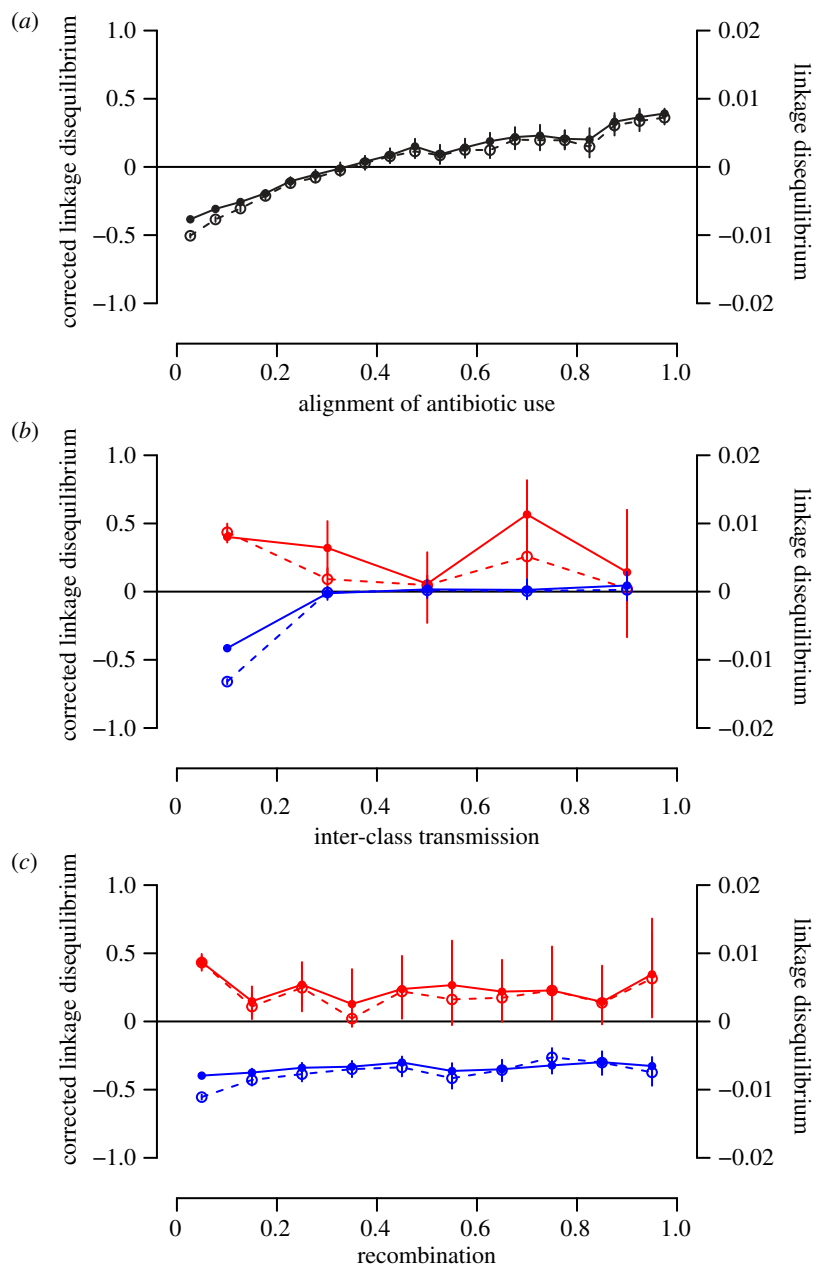 (a)
corrected linkage disequilibrium
1.0
0.5
0
−0.5
−1.0
0.02
0.01
0
−0.01
−0.02
linkage disequilibrium
0 0.2 0.4 0.6 0.8 1.0
alignment of antibiotic use
(b)
corrected linkage disequilibrium
1.0
0.5
0
−0.5
−1.0
0.02
0.01
0
−0.01
−0.02
linkage disequilibrium
0 0.2 0.4 0.6 0.8 1.0
inter-class transmission
(c)
corrected linkage disequilibrium
1.0
0.5
0
−0.5
−1.0
0.02
0.01
0
−0.01
−0.02
linkage disequilibrium
0 0.2 0.4 0.6 0.8 1.0
recombination